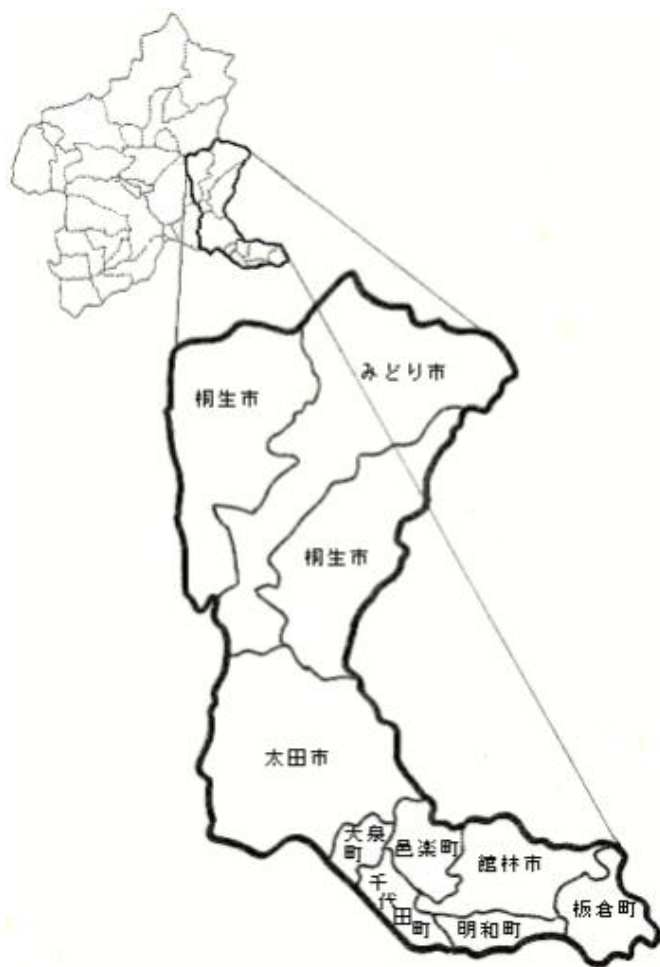 みどり市
桐生市
桐生市
太田市
大泉町
邑楽町
館林市
千代田町
板倉町
明和町